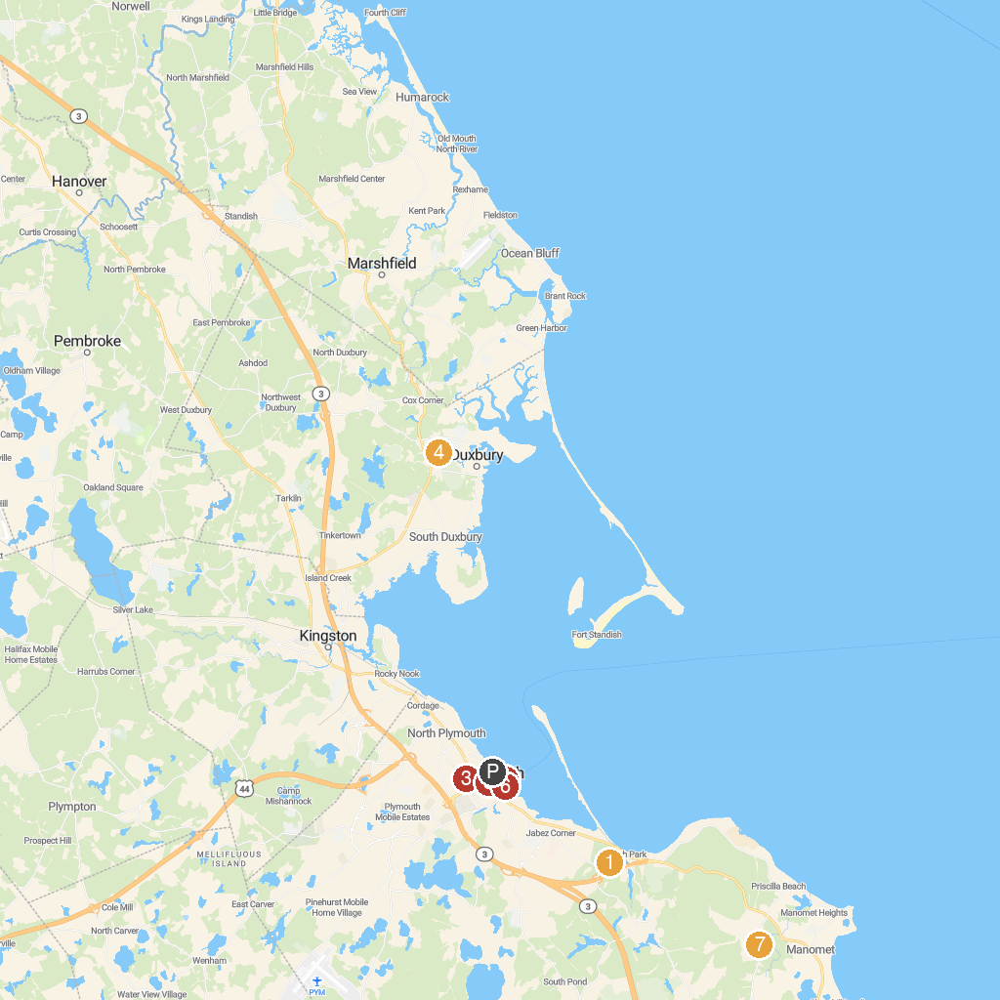 Norwell
Little Bridge
Fourth Cliff
Kings Landing
Marshfield Hills
North Marshfield
Sea View
Humarock
3
Old Mouth
North River
Center
Hanover
Marshfield Center
Rexhame
Kent Park
Fieldston
Standish
Schoosett
Curtis Crossing
Ocean Bluff
Marshfield
North Pembroke
Brant Rock
East Pembroke
Green Harbor
Pembroke
North Duxbury
Ashdod
Oldham Village
3
Northwest
Duxbury
Cox Corner
West Duxbury
Camp
4
Duxbury
Oakland Square
Tarkiln
Tinkertown
South Duxbury
Island Creek
Silver Lake
Kingston
Fort Standish
Halifax Mobile
Home Estates
Harrubs Corner
Rocky Nook
Cordage
North Plymouth
P
3
6
44
Camp
Mishannock
Plympton
Plymouth
Mobile Estates
Prospect Hill
Jabez Corner
MELLIFLUOUS
ISLAND
3
Park
1
Priscilla Beach
Pinehurst Mobile
Home Village
East Carver
Cole Mill
3
Manomet Heights
North Carver
7
Manomet
Wenham
South Pond
PYM
Water View Village